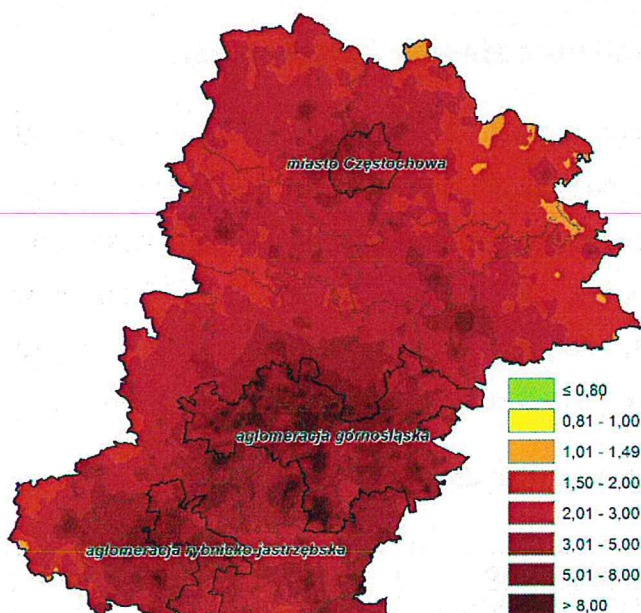 miasto Częstochowa
aglomeracja górnośląska
aglomeracja rybnicko-jastrzębska
≤ 0,80
0,81 - 1,00
1,01 - 1,49
1,50 - 2,00
2,01 - 3,00
3,01 - 5,00
5,01 - 8,00
> 8,00